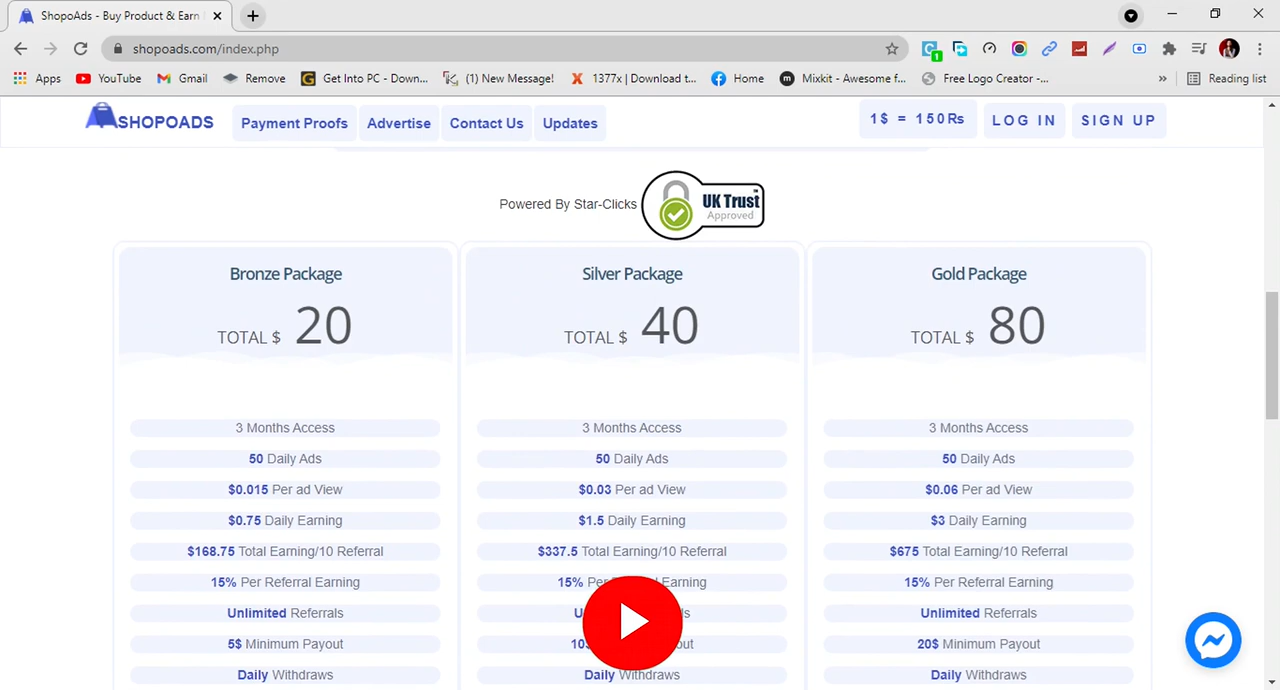 ShopoAds - Buy Product & Earn
shopoads.com/index.php
Apps YouTube Gmail Remove Get Into PC - Down... (1) New Message! 1377x | Download t... Home Mixkit - Awesome f... Free Logo Creator -... » Reading list
SHOPOADS Payment Proofs Advertise Contact Us Updates 1$ = 150Rs LOG IN SIGN UP
Powered By Star-Clicks UK Trust
Approved
Bronze Package Silver Package Gold Package
TOTAL $ 20 TOTAL $ 40 TOTAL $ 80
3 Months Access 3 Months Access 3 Months Access
50 Daily Ads 50 Daily Ads 50 Daily Ads
$0.015 Per ad View $0.03 Per ad View $0.06 Per ad View
$0.75 Daily Earning $1.5 Daily Earning $3 Daily Earning
$168.75 Total Earning/10 Referral $337.5 Total Earning/10 Referral $675 Total Earning/10 Referral
15% Per Referral Earning 15% Earning 15% Per Referral Earning
Unlimited Referrals Unlimited Referrals
5$ Minimum Payout 20$ Minimum Payout
Daily Withdraws Daily Withdraws Daily Withdraws